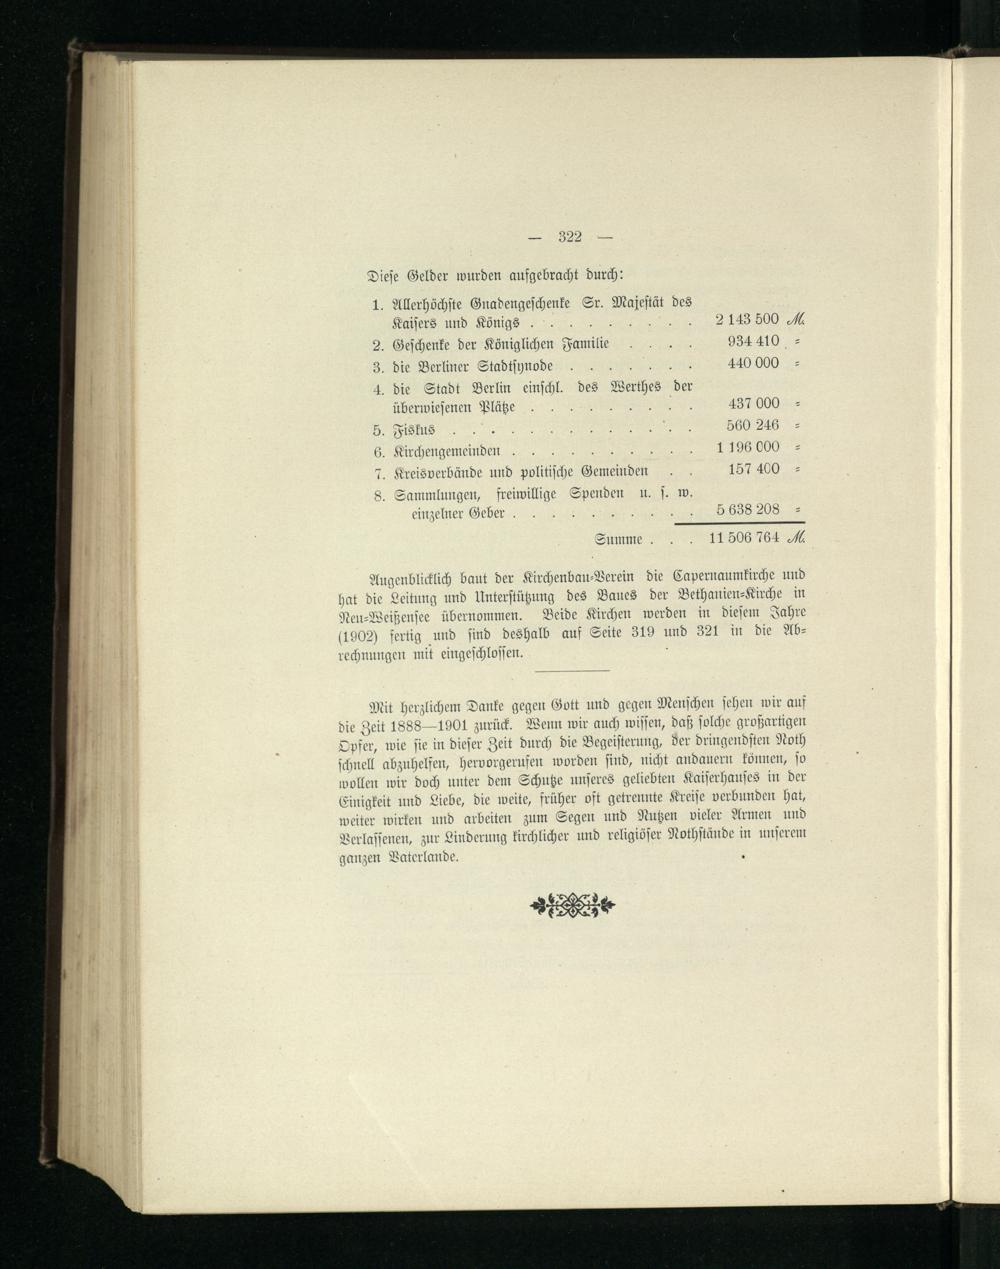 — 322 —
Diese Gelder wurden aufgebracht durch:
1. Allerhöchste Gnadengeschenke Sr. Majestät des
Kaisers und Königs . . . . . . . . . 2 143 500 M.
2. Geschenke der Königlichen Familie . . . . 934 410 =
3. die Berliner Stadtsynode . . . . . . . 440 000 =
4. die Stadt Berlin einschl. des Werthes der
überwiesenen Plätze . . . . . . . . . 437 000 =
5. Fiskus . . . . . . . . . . . . 560 246 =
6. Kirchengemeinden . . . . . . . . . . 1 196 000 =
7. Kreisverbände und politische Gemeinden . . 157 400 =
8. Sammlungen, freiwillige Spenden u. s. w.
einzelner Geber . . . . . . . . . . 5 638 208 =
Summe . . . 11 506 764 M.
Augenblicklich baut der Kirchenbau=Verein die Capernaumkirche und
hat die Leitung und Unterstützung des Baues der Bethanien=Kirche in
Neu=Weißensee übernommen. Beide Kirchen werden in diesem Jahre
(1902) fertig und sind deshalb auf Seite 319 und 321 in die Ab=
rechnungen mit eingeschlossen.
Mit herzlichem Danke gegen Gott und gegen Menschen sehen wir auf
die Zeit 1888—1901 zurück. Wenn wir auch wissen, daß solche großartigen
Opfer, wie sie in dieser Zeit durch die Begeisterung, der dringendsten Noth
schnell abzuhelfen, hervorgerufen worden sind, nicht andauern können, so
wollen wir doch unter dem Schutze unseres geliebten Kaiserhauses in der
Einigkeit und Liebe, die weite, früher oft getrennte Kreise verbunden hat,
weiter wirken und arbeiten zum Segen und Nutzen vieler Armen und
Verlassenen, zur Linderung kirchlicher und religiöser Nothstände in unserem
ganzen Vaterlande.